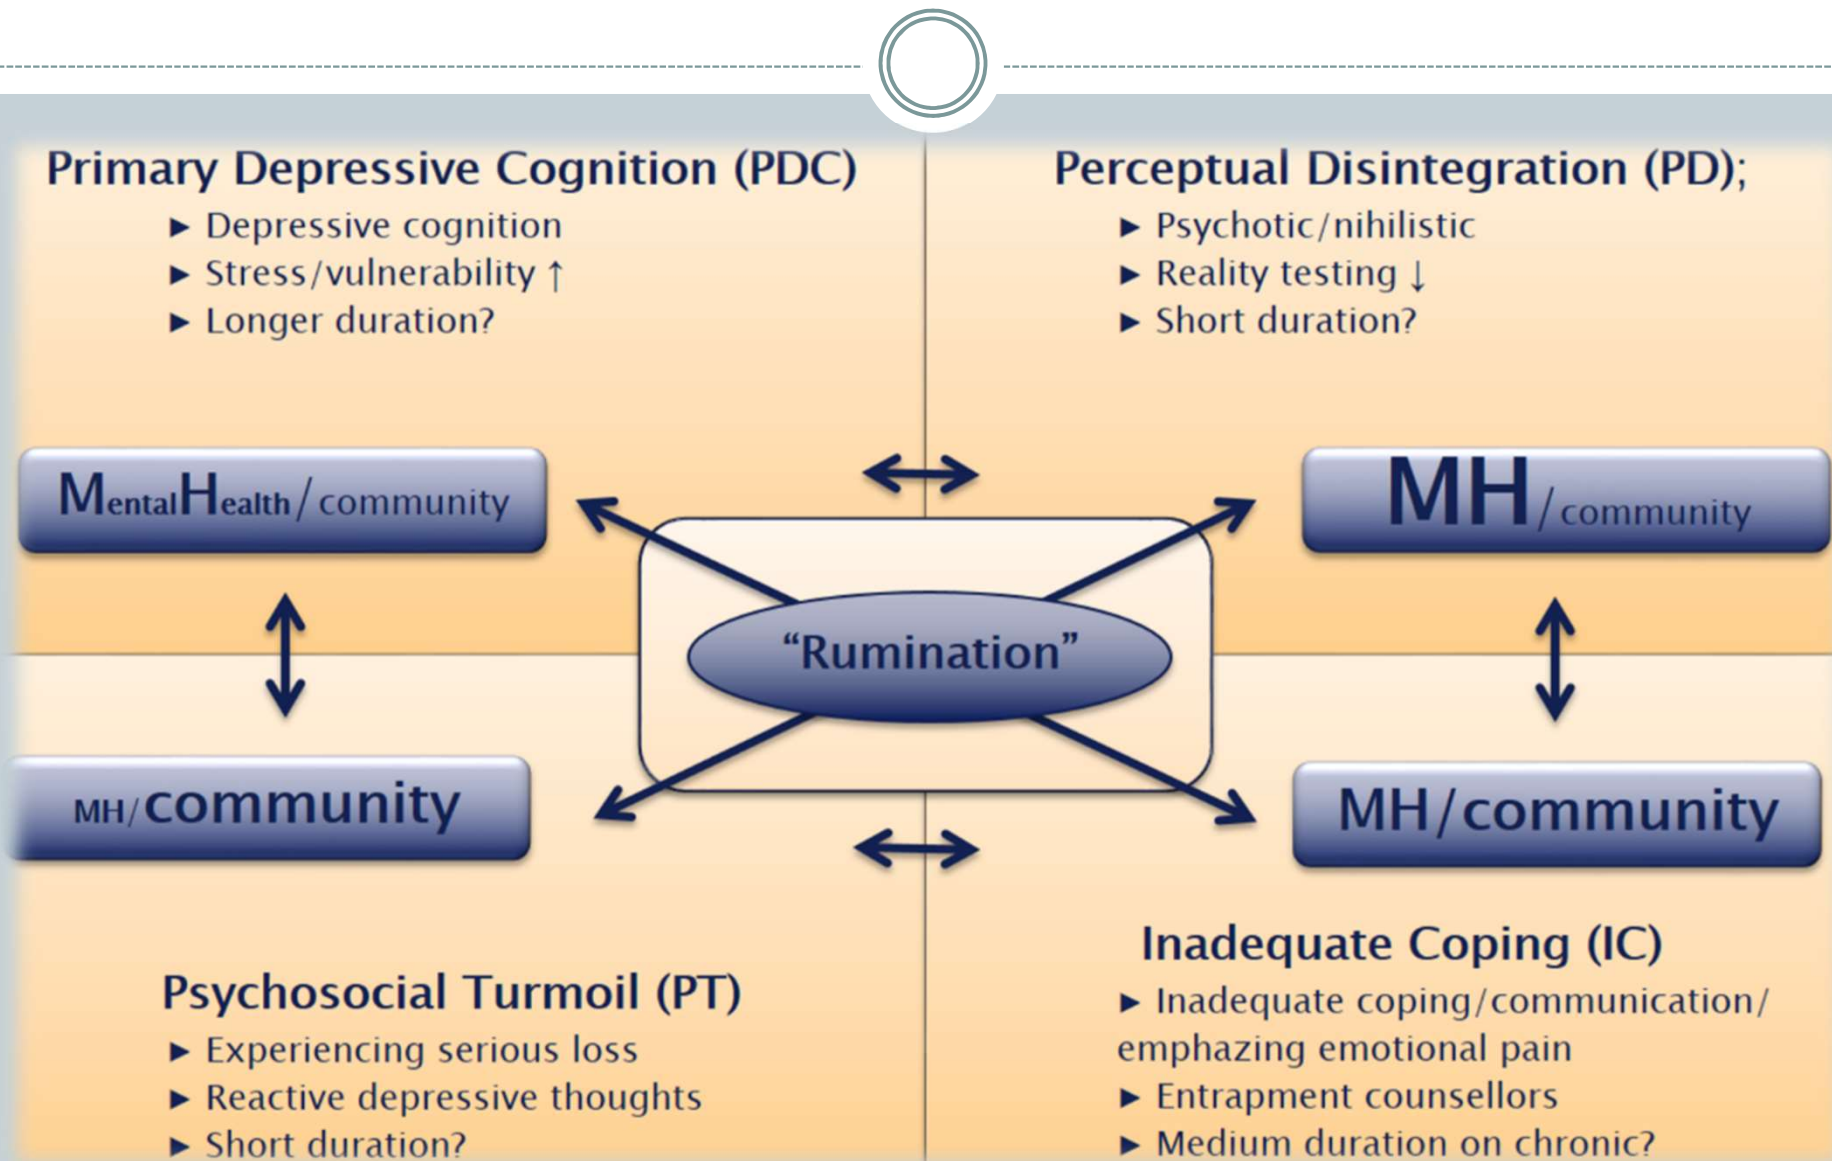 Primary Depressive Cognition (PDC)
► Depressive cognition
► Stress/vulnerability ↑
► Longer duration?
Perceptual Disintegration (PD);
► Psychotic/nihilistic
► Reality testing ↓
► Short duration?
MentalHealth/community
MH/community
“Rumination”
MH/community
MH/community
Psychosocial Turmoil (PT)
► Experiencing serious loss
► Reactive depressive thoughts
► Short duration?
Inadequate Coping (IC)
► Inadequate coping/communication/
emphazing emotional pain
► Entrapment counsellors
► Medium duration on chronic?